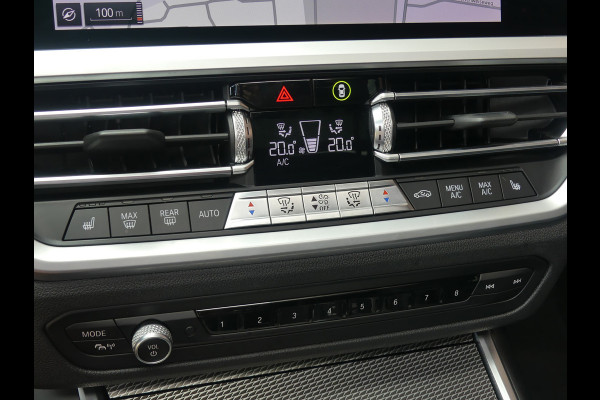 100 m
20.0 20.0
A/C
MAX REAR AUTO OFF MENU A/C MAX A/C
MODE VOL 1 2 3 4 5 6 7 8